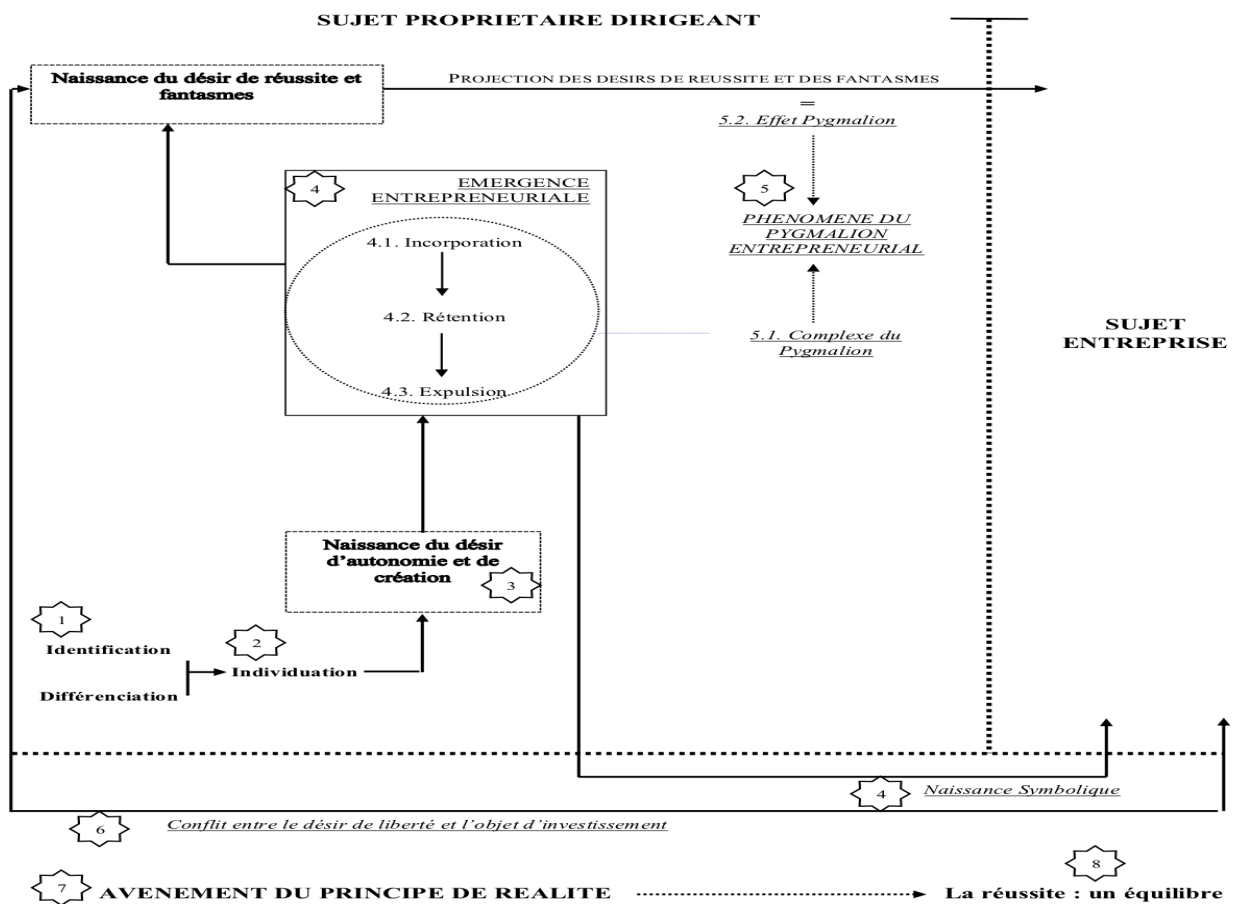 SUJET PROPRIETAIRE DIRIGEANT
Naissance du désir de réussite et
fantasmes
PROJECTION DES DESIRS DE REUSSITE ET DES FANTASMES
=
5.2. Effet Pygmalion
4
EMERGENCE
ENTREPRENEURIALE
4.1. Incorporation
4.2. Rétention
4.3. Expulsion
5
PHENOMENE DU
PYGMALION
ENTREPRENEURIAL
5.1. Complexe du
Pygmalion
SUJET
ENTREPRISE
Naissance du désir
d’autonomie et de
création
3
1
Identification
2
Individuation
Différenciation
4
Naissance Symbolique
6
Conflit entre le désir de liberté et l’objet d’investissement
8
7
AVENEMENT DU PRINCIPE DE REALITE
La réussite : un équilibre